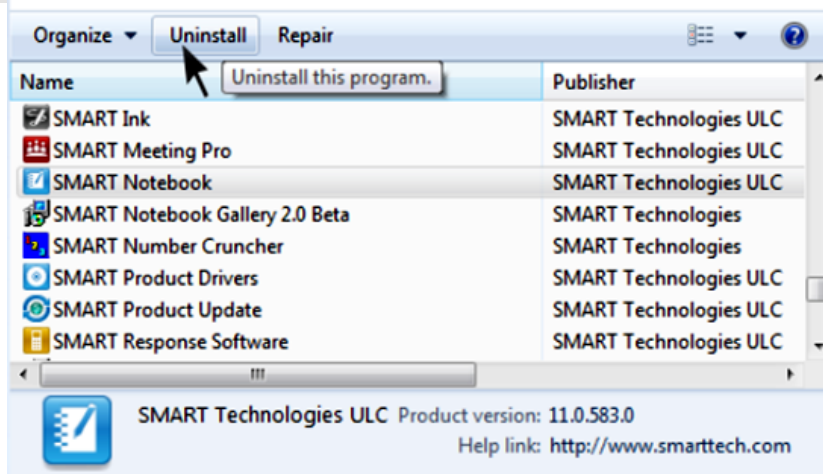 Organize Uninstall Repair
Uninstall this program.
Name Publisher
SMART Ink SMART Technologies ULC
SMART Meeting Pro SMART Technologies ULC
SMART Notebook SMART Technologies ULC
SMART Notebook Gallery 2.0 Beta SMART Technologies
SMART Number Cruncher SMART Technologies
SMART Product Drivers SMART Technologies ULC
SMART Product Update SMART Technologies ULC
SMART Response Software SMART Technologies ULC
SMART Technologies ULC Product version: 11.0.583.0
Help link: http://www.smarttech.com